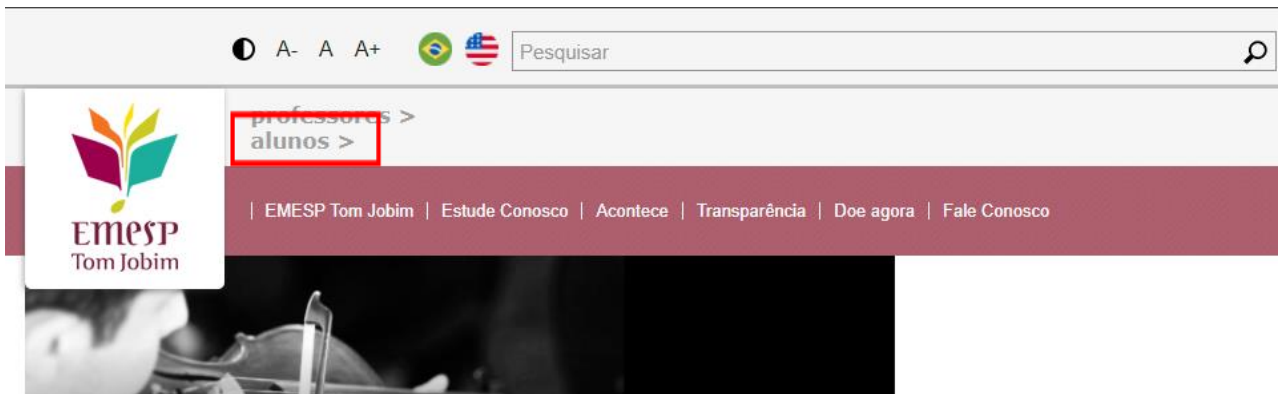 A- A A+ Pesquisar
professores >
alunos >
EMESP
Tom Jobim
| EMESP Tom Jobim | Estude Conosco | Acontece | Transparência | Doe agora | Fale Conosco